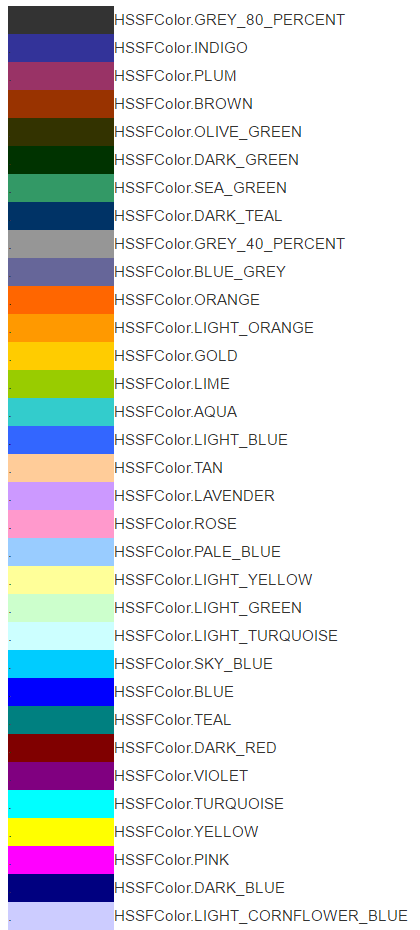 HSSFColor.GREY_80_PERCENT
HSSFColor.INDIGO
HSSFColor.PLUM
HSSFColor.BROWN
HSSFColor.OLIVE_GREEN
HSSFColor.DARK_GREEN
HSSFColor.SEA_GREEN
HSSFColor.DARK_TEAL
HSSFColor.GREY_40_PERCENT
HSSFColor.BLUE_GREY
HSSFColor.ORANGE
HSSFColor.LIGHT_ORANGE
HSSFColor.GOLD
HSSFColor.LIME
HSSFColor.AQUA
HSSFColor.LIGHT_BLUE
HSSFColor.TAN
HSSFColor.LAVENDER
HSSFColor.ROSE
HSSFColor.PALE_BLUE
HSSFColor.LIGHT_YELLOW
HSSFColor.LIGHT_GREEN
HSSFColor.LIGHT_TURQUOISE
HSSFColor.SKY_BLUE
HSSFColor.BLUE
HSSFColor.TEAL
HSSFColor.DARK_RED
HSSFColor.VIOLET
HSSFColor.TURQUOISE
HSSFColor.YELLOW
HSSFColor.PINK
HSSFColor.DARK_BLUE
HSSFColor.LIGHT_CORNFLOWER_BLUE